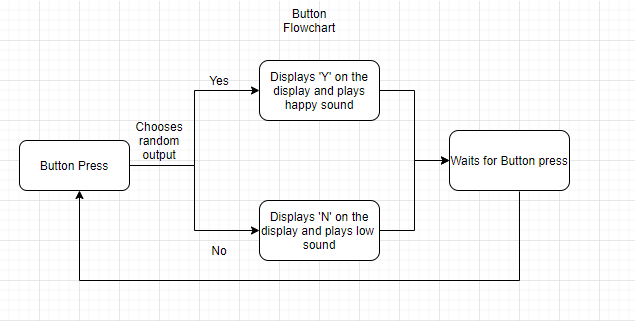 Button
Flowchart
Yes
Displays 'Y' on the
display and plays
happy sound
Chooses
random
output
Button Press
Waits for Button press
Displays 'N' on the
display and plays low
sound
No